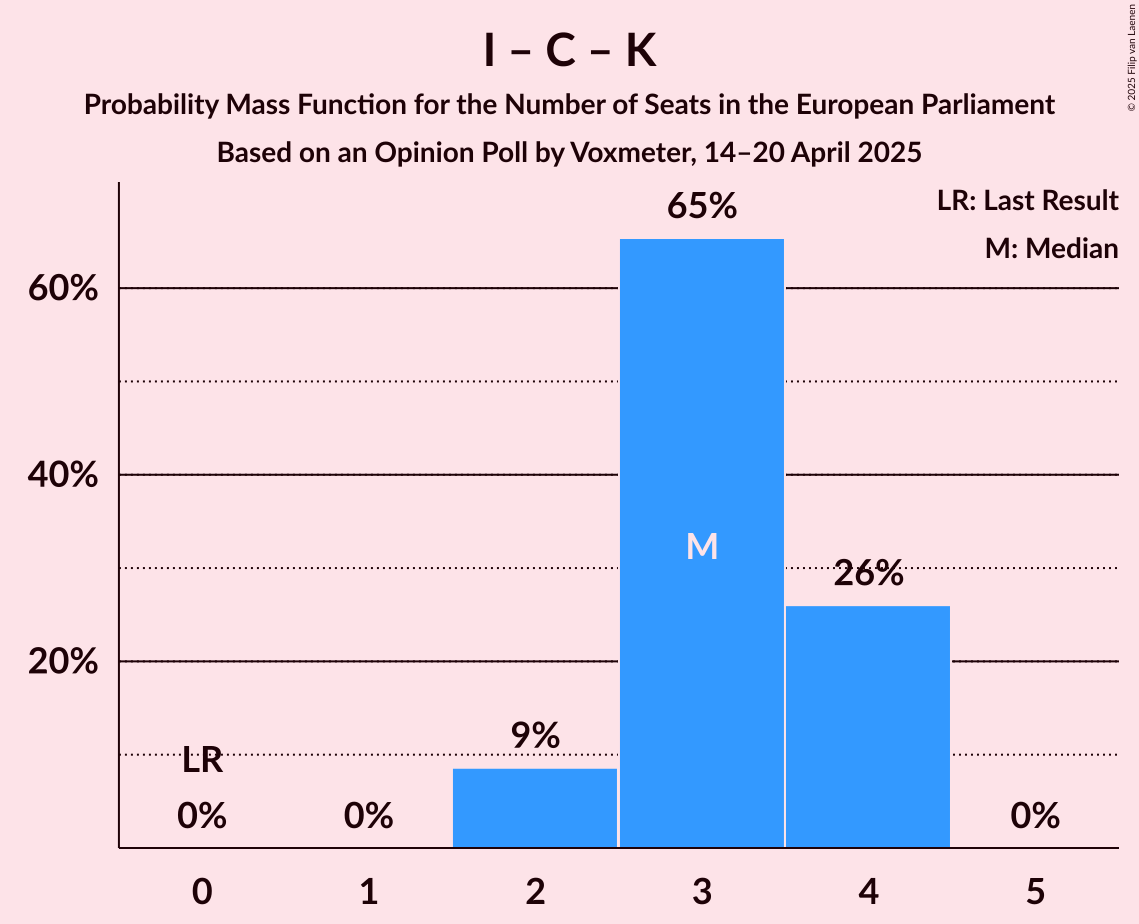 I – C – K
Probability Mass Function for the Number of Seats in the European Parliament
Based on an Opinion Poll by Voxmeter, 14–20 April 2025
© 2025 Filip van Laenen
LR: Last Result
M: Median
65%
60%
40%
M
26%
20%
9%
LR
0%
0%
0%
0 1 2 3 4 5